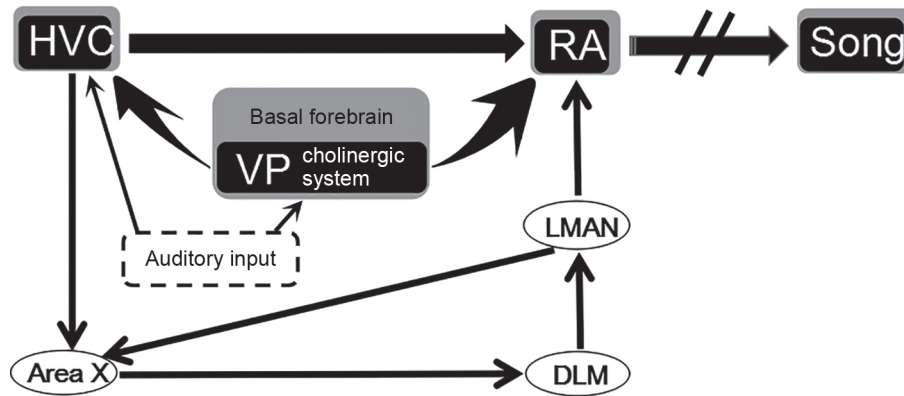 HVC
RA
Song
Basal forebrain
VP cholinergic
system
Auditory input
LMAN
Area X
DLM